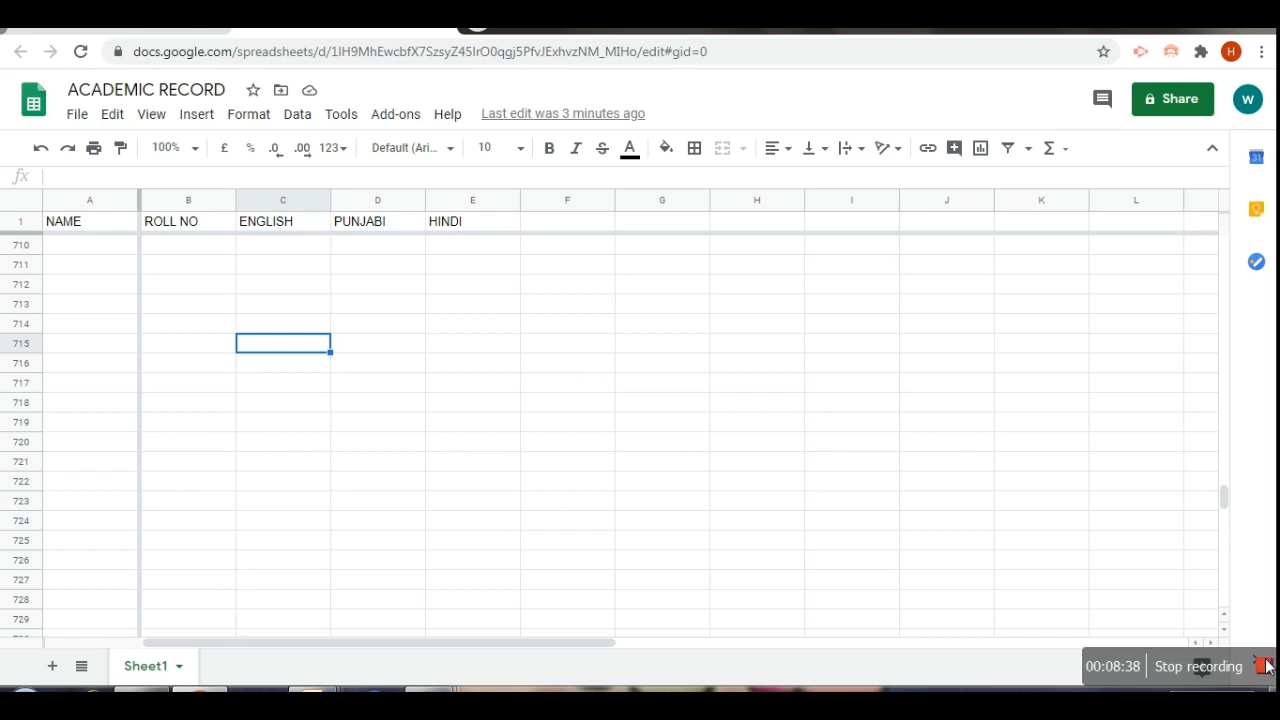 docs.google.com/spreadsheets/d/1lH9MhEwcbfX7SzsyZ45lrO0qgj5PfvJExhvzNM_MIHo/edit#gid=0
H
ACADEMIC RECORD
File Edit View Insert Format Data Tools Add-ons Help Last edit was 3 minutes ago
Share
W
100% £ % .0 .00 123 Default (Ari... 10 B I S A Σ
31
fx
A B C D E F G H I J K L
1 NAME ROLL NO ENGLISH PUNJABI HINDI
710
711
712
713
714
715
716
717
718
719
720
721
722
723
724
725
726
727
728
729
+ Sheet1
00:08:38 Stop recording